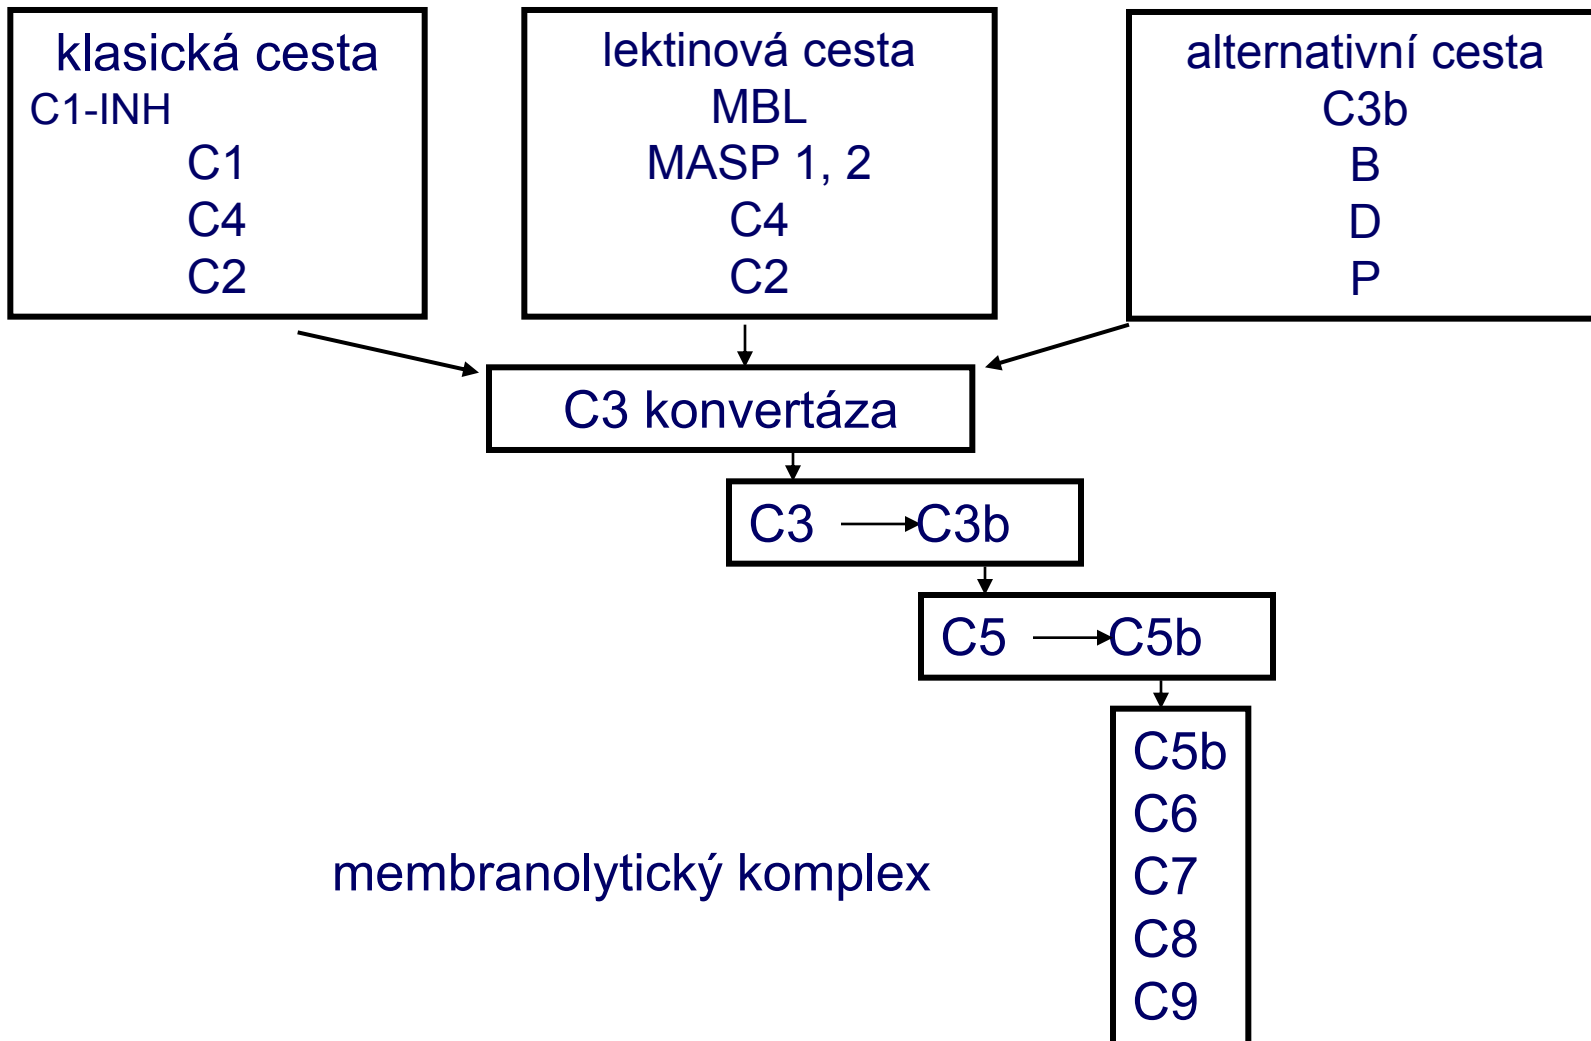 klasická cesta
C1-INH
C1
C4
C2
lektinová cesta
MBL
MASP 1, 2
C4
C2
alternativní cesta
C3b
B
D
P
C3 konvertáza
C3 C3b
C5 C5b
C5b
C6
C7
C8
C9
membranolytický komplex